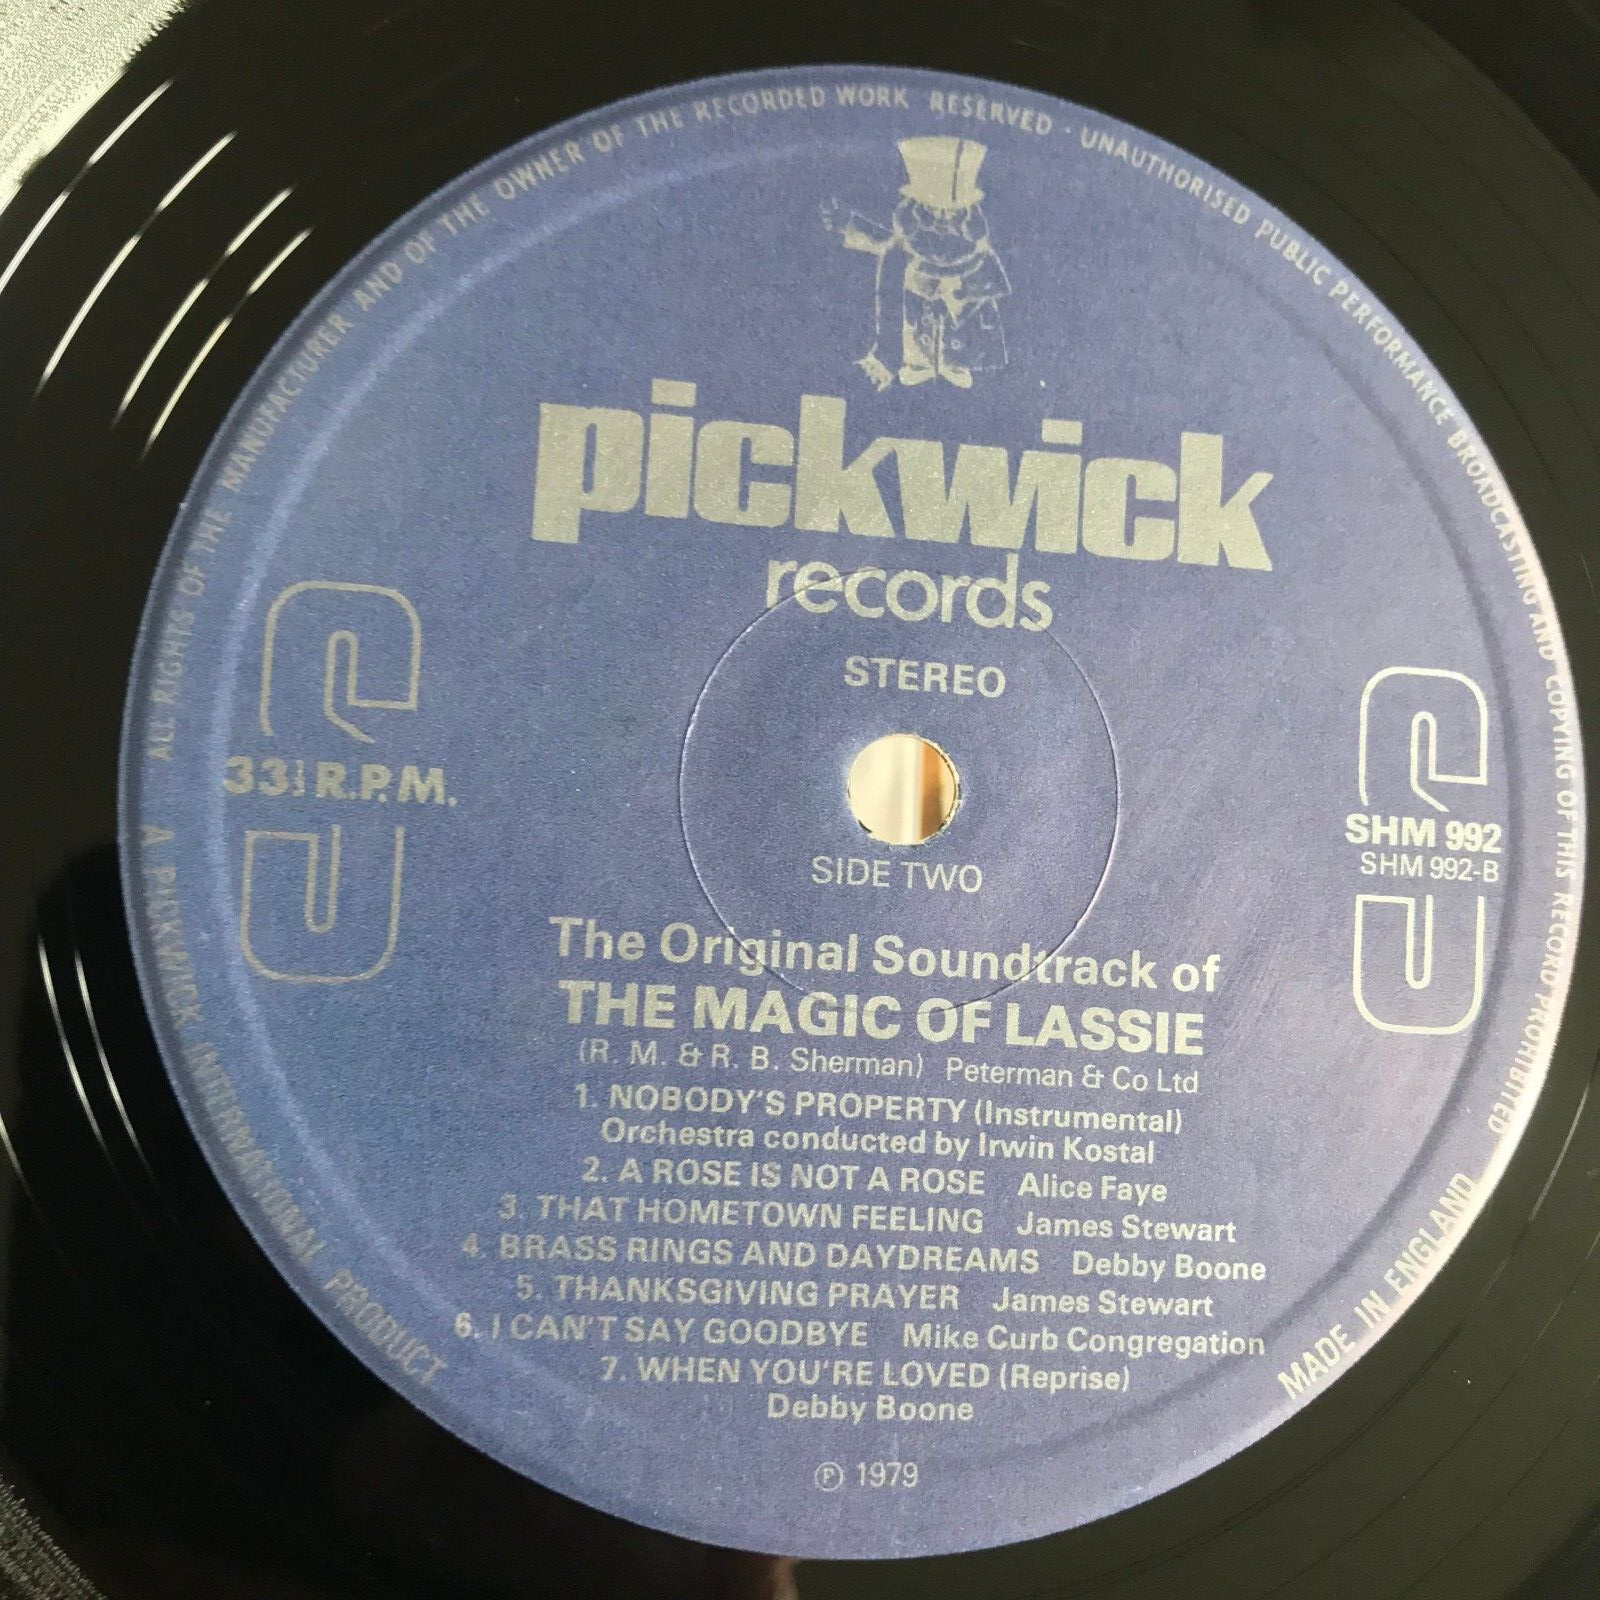 ALL RIGHTS OF THE MANUFACTURER AND OF THE OWNER OF THE RECORDED WORK RESERVED · UNAUTHORISED PUBLIC PERFORMANCE BROADCASTING AND COPYING OF THIS RECORD PROHIBITED
pickwick
records
STEREO
33⅓ R.P.M.
SHM 992
SHM 992-B
SIDE TWO
The Original Soundtrack of
THE MAGIC OF LASSIE
(R. M. & R. B. Sherman) Peterman & Co Ltd
1. NOBODY'S PROPERTY (Instrumental)
Orchestra conducted by Irwin Kostal
2. A ROSE IS NOT A ROSE Alice Faye
3. THAT HOMETOWN FEELING James Stewart
4. BRASS RINGS AND DAYDREAMS Debby Boone
5. THANKSGIVING PRAYER James Stewart
6. I CAN'T SAY GOODBYE Mike Curb Congregation
7. WHEN YOU'RE LOVED (Reprise)
Debby Boone
℗ 1979
A PICKWICK INTERNATIONAL PRODUCT
MADE IN ENGLAND